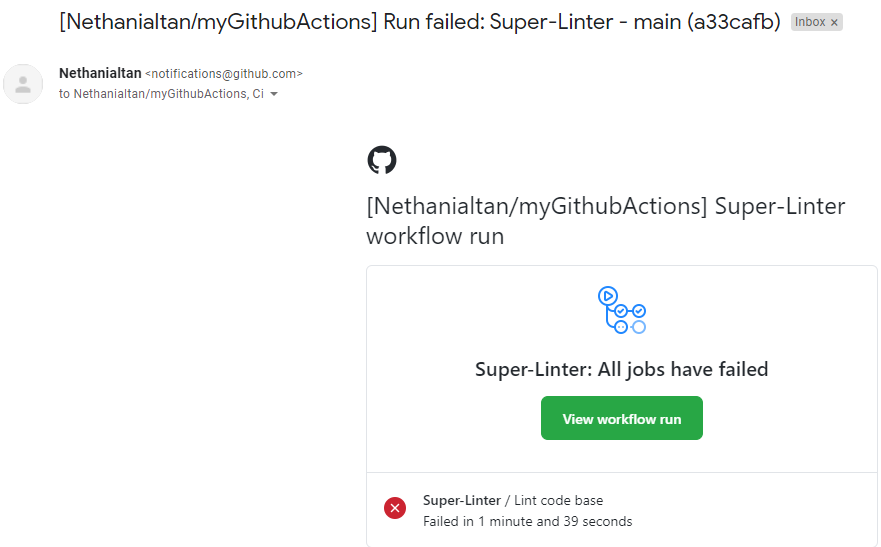 [Nethanialtan/myGithubActions] Run failed: Super-Linter - main (a33cafb) Inbox ×
Nethanialtan <notifications@github.com>
to Nethanialtan/myGithubActions, Ci
[Nethanialtan/myGithubActions] Super-Linter
workflow run
Super-Linter: All jobs have failed
View workflow run
Super-Linter / Lint code base
Failed in 1 minute and 39 seconds